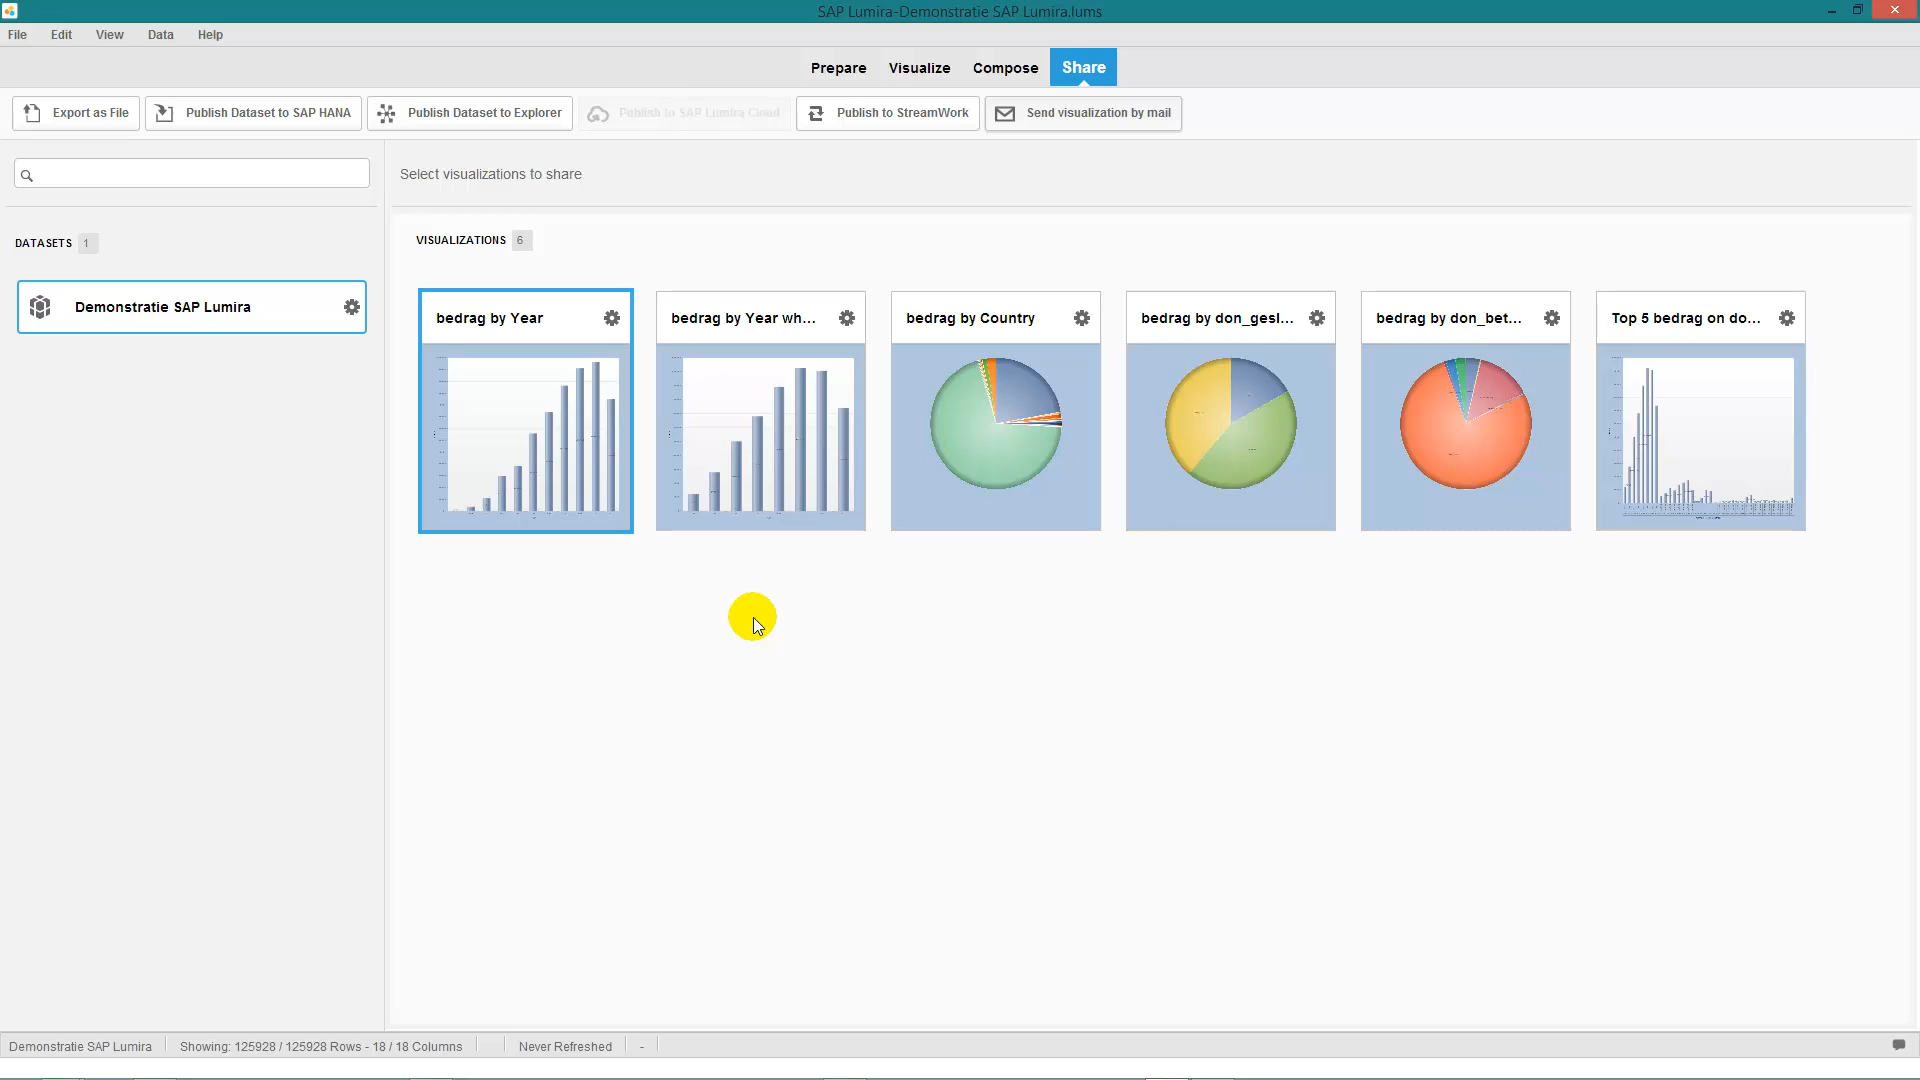 SAP Lumira-Demonstratie SAP Lumira.lums
File Edit View Data Help
Prepare Visualize Compose Share
Export as File Publish Dataset to SAP HANA Publish Dataset to Explorer Publish to SAP Lumira Cloud Publish to StreamWork Send visualization by mail
Select visualizations to share
DATASETS 1
VISUALIZATIONS 6
Demonstratie SAP Lumira
bedrag by Year bedrag by Year wh... bedrag by Country bedrag by don_gesl... bedrag by don_bet... Top 5 bedrag on do...
Demonstratie SAP Lumira Showing: 125928 / 125928 Rows - 18 / 18 Columns Never Refreshed -